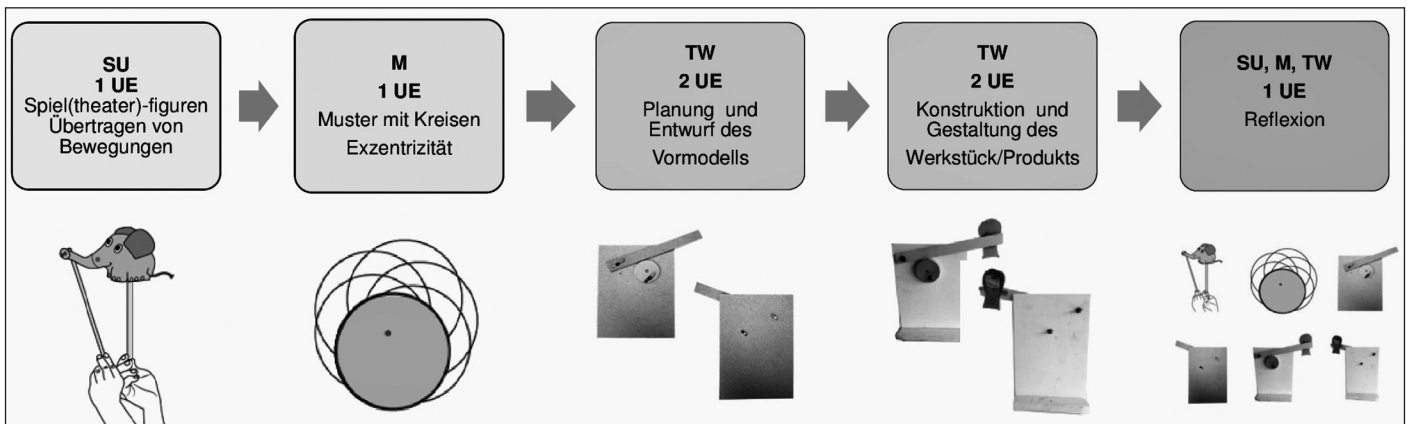 SU
1 UE
Spiel(theater)-figuren
Übertragen von
Bewegungen
M
1 UE
Muster mit Kreisen
Exzentrizität
TW
2 UE
Planung und
Entwurf des
Vormodells
TW
2 UE
Konstruktion und
Gestaltung des
Werkstück/Produkts
SU, M, TW
1 UE
Reflexion